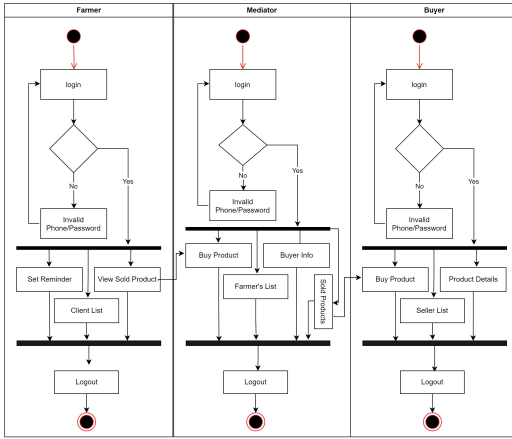 Farmer
Mediator
Buyer
login
No
Yes
Invalid
Phone/Password
Set Reminder
View Sold Product
Client List
Logout
login
No
Yes
Invalid
Phone/Password
Buy Product
Buyer Info
Farmer's List
Sold Products
Logout
login
No
Yes
Invalid
Phone/Password
Buy Product
Product Details
Seller List
Logout